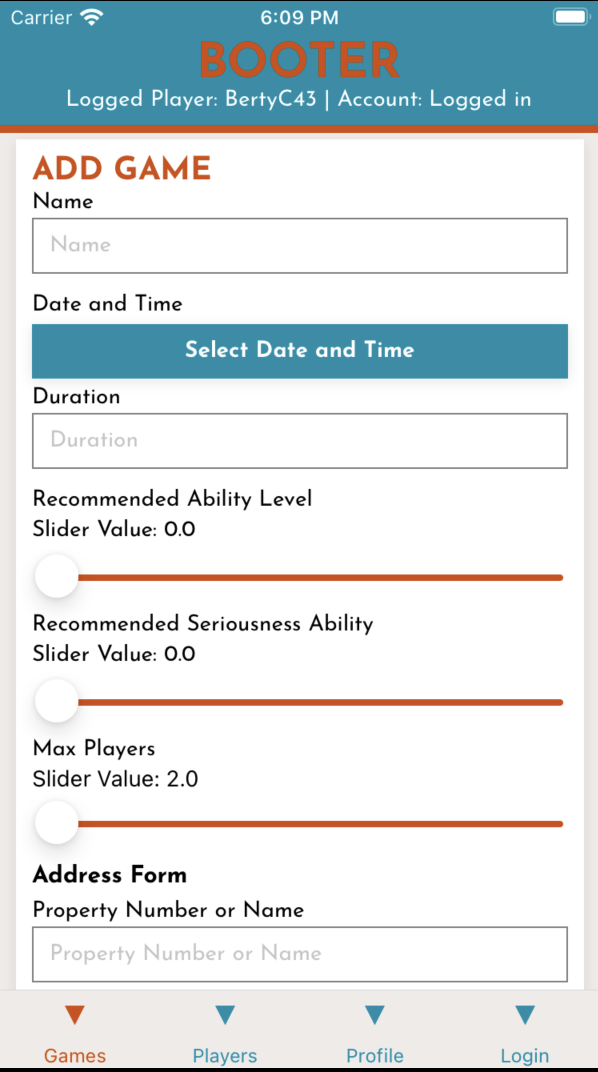 Carrier 6:09 PM
BOOTER
Logged Player: BertyC43 | Account: Logged in
ADD GAME
Name
Name
Date and Time
Select Date and Time
Duration
Duration
Recommended Ability Level
Slider Value: 0.0
Recommended Seriousness Ability
Slider Value: 0.0
Max Players
Slider Value: 2.0
Address Form
Property Number or Name
Property Number or Name
Games Players Profile Login